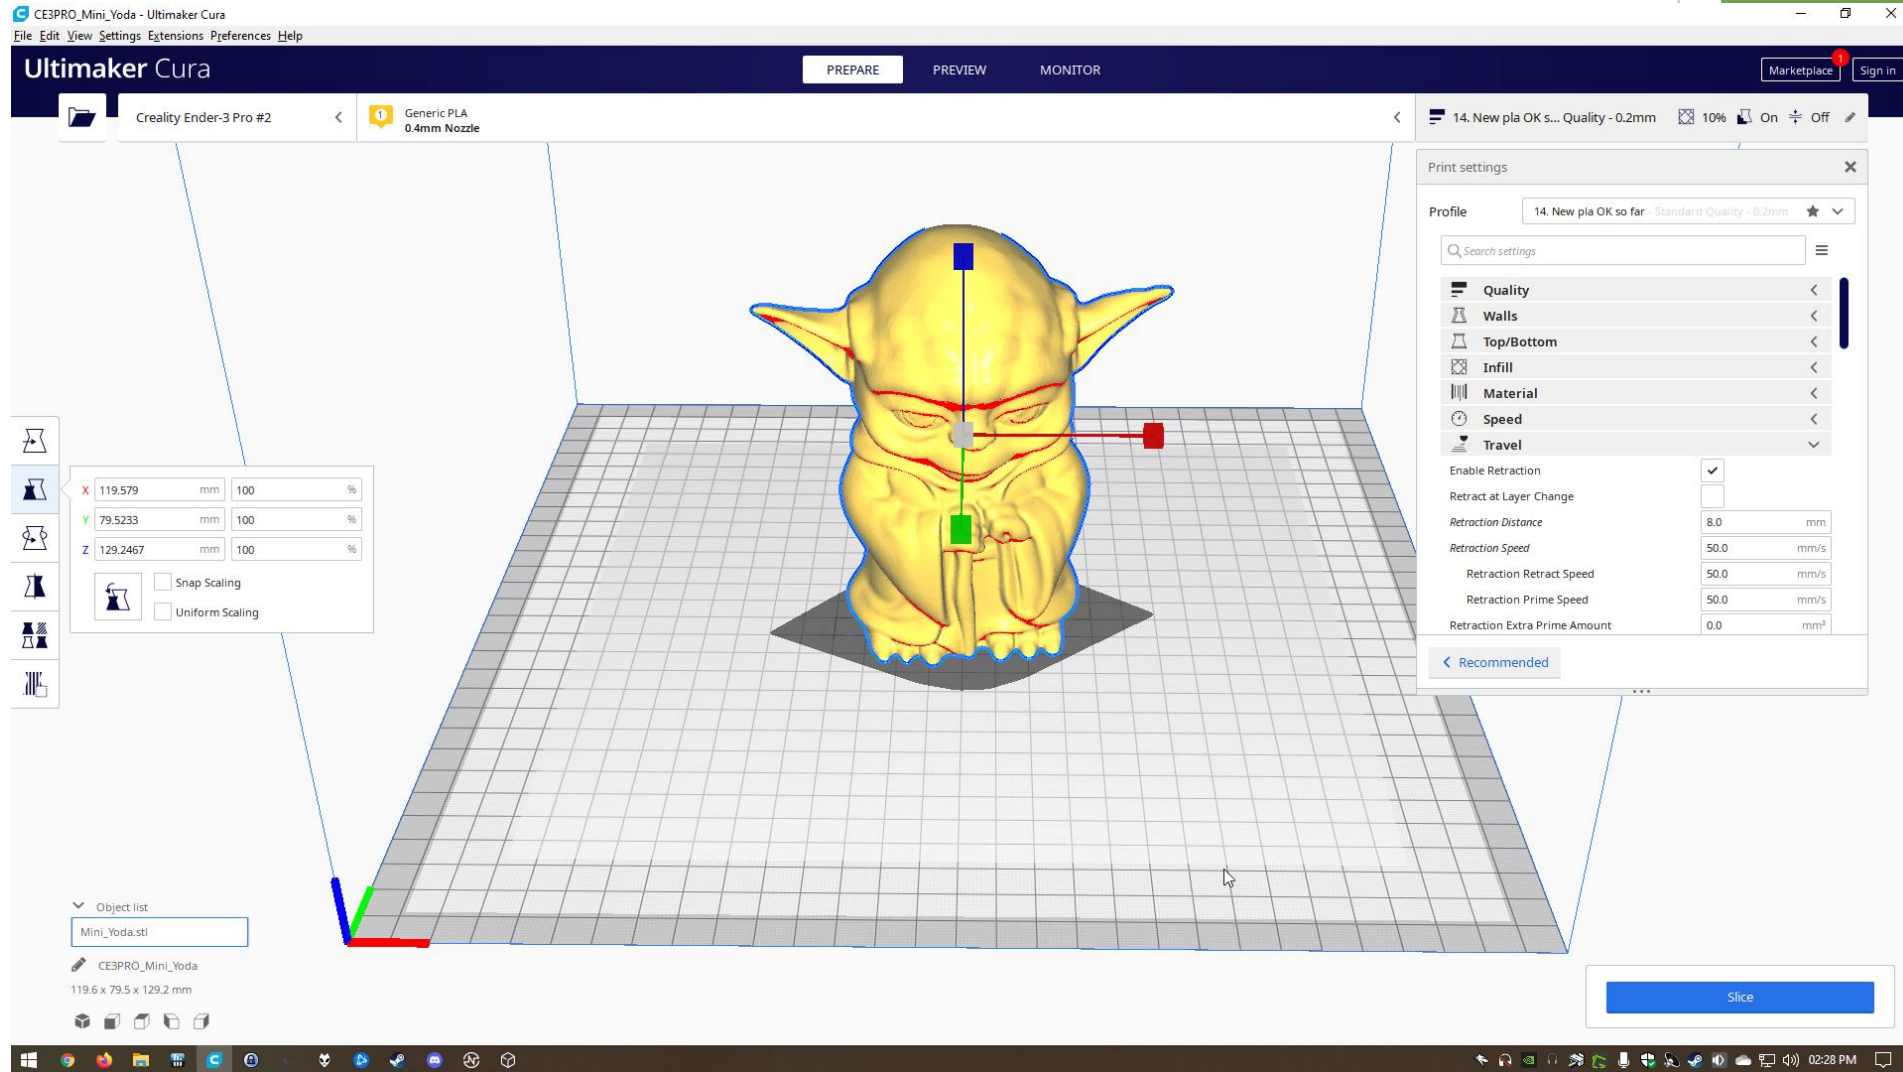 CE3PRO_Mini_Yoda - Ultimaker Cura
File Edit View Settings Extensions Preferences Help
Ultimaker Cura
PREPARE
PREVIEW
MONITOR
1
Marketplace
Sign in
Creality Ender-3 Pro #2
1
Generic PLA
0.4mm Nozzle
14. New pla OK s... Quality - 0.2mm
10%
On
Off
Print settings
Profile
14. New pla OK so far - Standard Quality - 0.2mm
Search settings
Quality
Walls
Top/Bottom
Infill
Material
Speed
Travel
Enable Retraction
Retract at Layer Change
Retraction Distance 8.0 mm
Retraction Speed 50.0 mm/s
Retraction Retract Speed 50.0 mm/s
Retraction Prime Speed 50.0 mm/s
Retraction Extra Prime Amount 0.0 mm³
Recommended
X 119.579 mm 100 %
Y 79.5233 mm 100 %
Z 129.2467 mm 100 %
Snap Scaling
Uniform Scaling
Object list
Mini_Yoda.stl
CE3PRO_Mini_Yoda
119.6 x 79.5 x 129.2 mm
Slice
02:28 PM